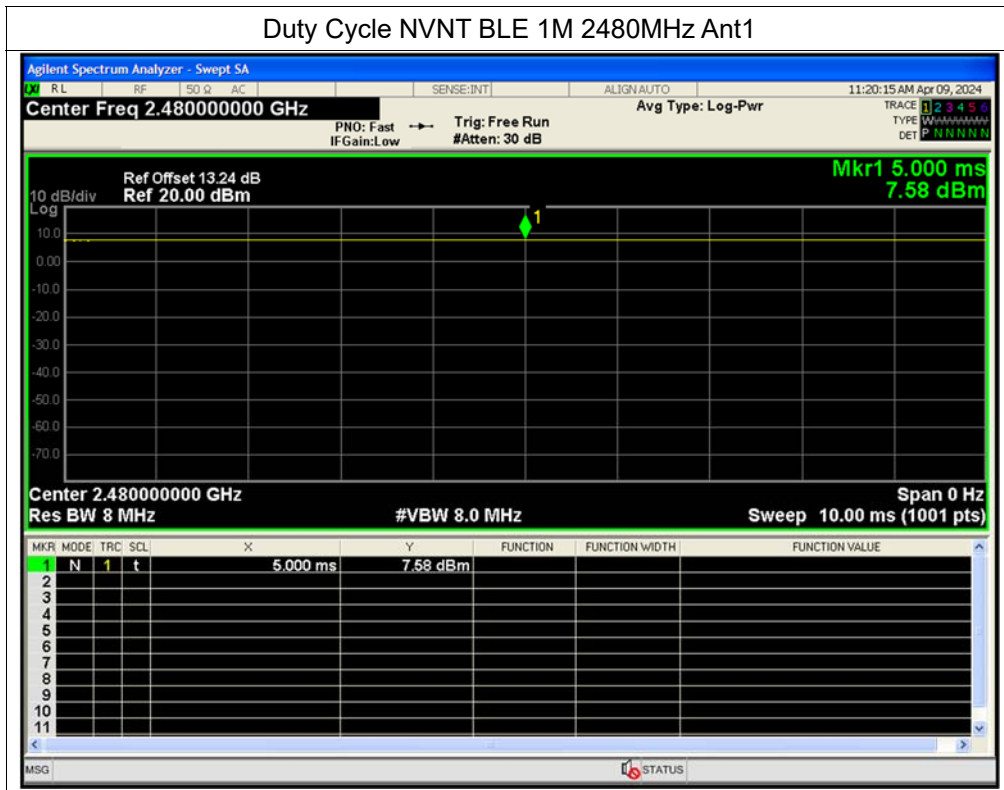 Duty Cycle NVNT BLE 1M 2480MHz Ant1
Agilent Spectrum Analyzer - Swept SA
LXI RL RF 50 Ω AC SENSE:INT ALIGNAUTO 11:20:15 AM Apr 09, 2024
Center Freq 2.480000000 GHz Avg Type: Log-Pwr TRACE 1 2 3 4 5 6
PNO: Fast Trig: Free Run TYPE WWWWWW
IFGain:Low #Atten: 30 dB DET P N N N N N
Mkr1 5.000 ms
7.58 dBm
Ref Offset 13.24 dB
10 dB/div Ref 20.00 dBm
Log
1
10.0
0.00
-10.0
-20.0
-30.0
-40.0
-50.0
-60.0
-70.0
Center 2.480000000 GHz Span 0 Hz
Res BW 8 MHz #VBW 8.0 MHz Sweep 10.00 ms (1001 pts)
MKR MODE TRC SCL X Y FUNCTION FUNCTION WIDTH FUNCTION VALUE
1 N 1 t 5.000 ms 7.58 dBm
2
3
4
5
6
7
8
9
10
11
MSG STATUS